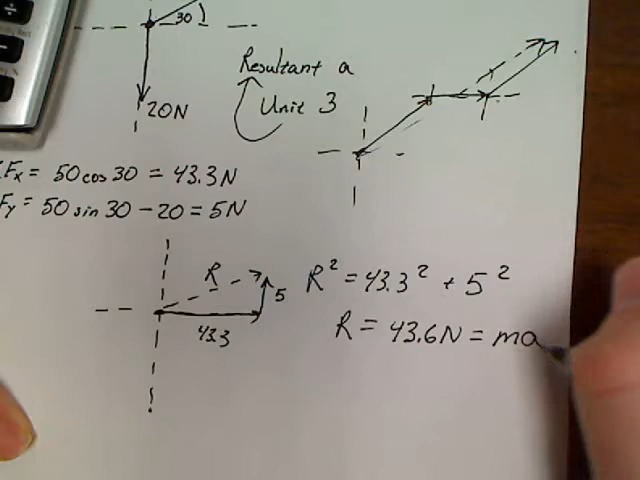 30
Resultant a
20N
Unit 3
Fx = 50 cos 30 = 43.3N
Fy = 50 sin 30 - 20 = 5N
R
5
43.3
R² = 43.3² + 5²
R = 43.6N = ma